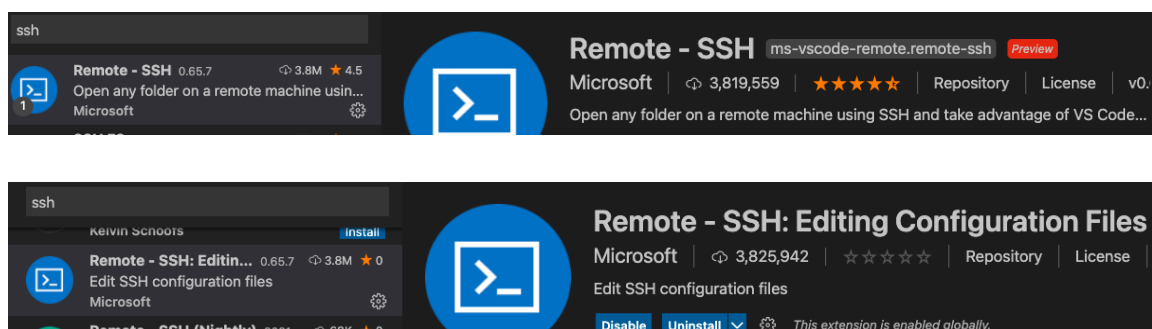 ssh
Remote - SSH 0.65.7 3.8M 4.5
Open any folder on a remote machine usin...
Microsoft
1
Remote - SSH ms-vscode-remote.remote-ssh Preview
Microsoft 3,819,559 Repository License v0.
Open any folder on a remote machine using SSH and take advantage of VS Code...
ssh
Kelvin Schoofs Install
Remote - SSH: Editin... 0.65.7 3.8M 0
Edit SSH configuration files
Microsoft
Remote - SSH (Nightly)
Remote - SSH: Editing Configuration Files
Microsoft 3,825,942 Repository License
Edit SSH configuration files
Disable Uninstall This extension is enabled globally.